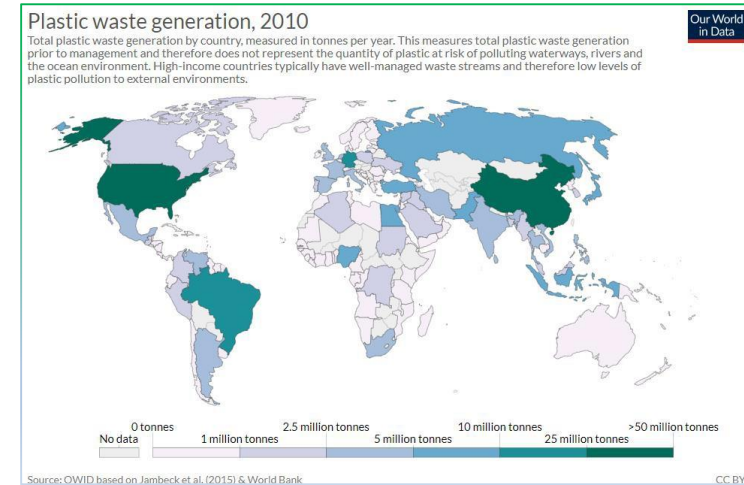 Plastic waste generation, 2010
Our World
in Data
Total plastic waste generation by country, measured in tonnes per year. This measures total plastic waste generation
prior to management and therefore does not represent the quantity of plastic at risk of polluting waterways, rivers and
the ocean environment. High-income countries typically have well-managed waste streams and therefore low levels of
plastic pollution to external environments.
0 tonnes 2.5 million tonnes 10 million tonnes >50 million tonnes
No data 1 million tonnes 5 million tonnes 25 million tonnes
Source: OWID based on Jambeck et al. (2015) & World Bank CC BY